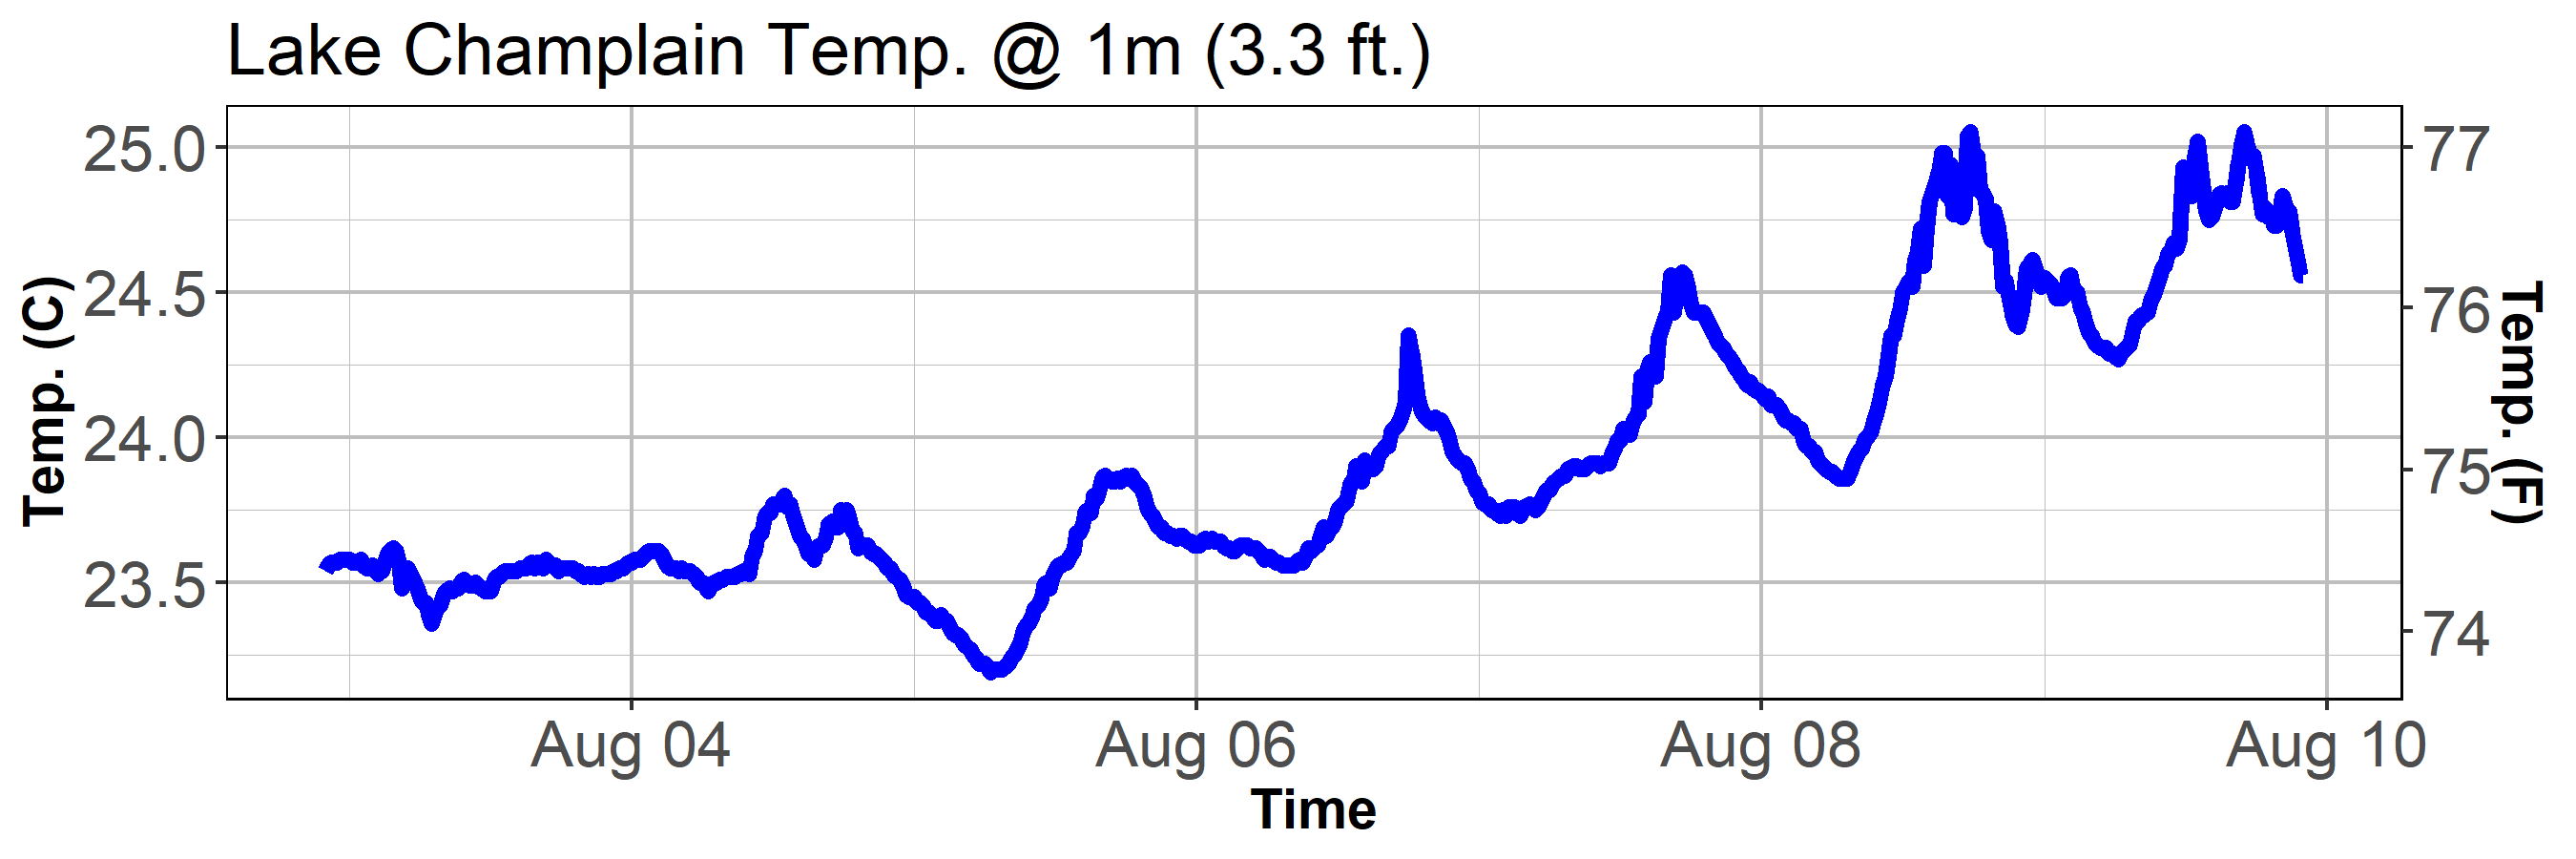 Lake Champlain Temp. @ 1m (3.3 ft.)
25.0
24.5
24.0
23.5
Temp. (C)
77
76
75
74
Temp. (F)
Aug 04 Aug 06 Aug 08 Aug 10
Time